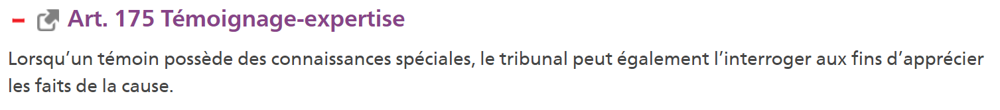 Art. 175 Témoignage-expertise
Lorsqu’un témoin possède des connaissances spéciales, le tribunal peut également l’interroger aux fins d’apprécier
les faits de la cause.